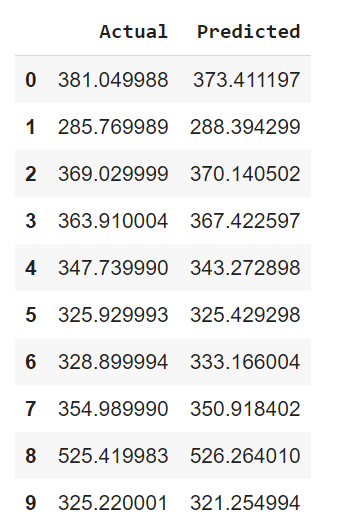 Actual Predicted
0 381.049988 373.411197
1 285.769989 288.394299
2 369.029999 370.140502
3 363.910004 367.422597
4 347.739990 343.272898
5 325.929993 325.429298
6 328.899994 333.166004
7 354.989990 350.918402
8 525.419983 526.264010
9 325.220001 321.254994